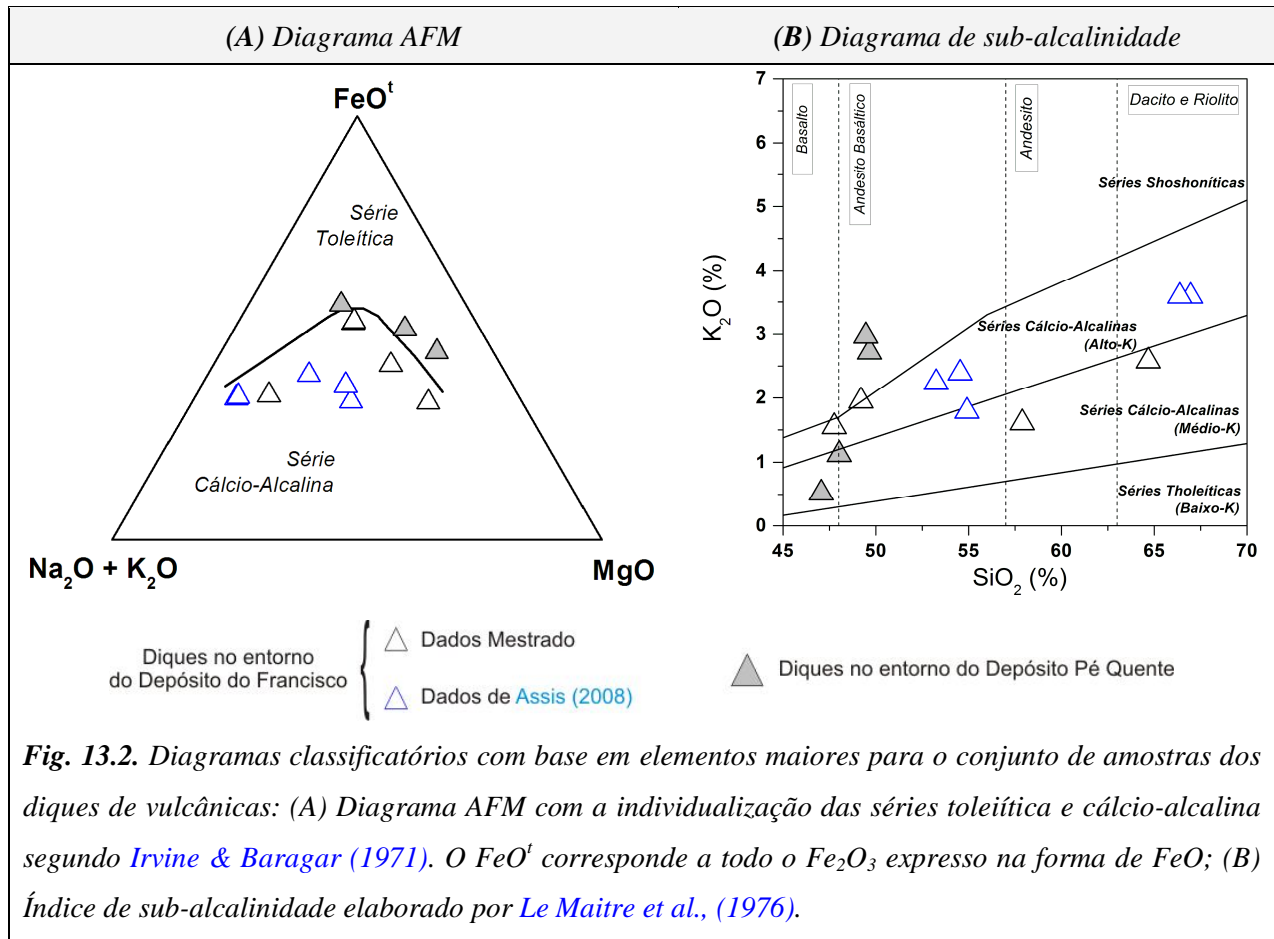 (A) Diagrama AFM
(B) Diagrama de sub-alcalinidade
FeOᵗ
Série
Toleítica
Série
Cálcio-Alcalina
Na₂O + K₂O
MgO
7
6
5
4
3
2
1
0
K₂O (%)
Basalto
Andesito Basáltico
Andesito
Dacito e Riolito
Séries Shoshoníticas
Séries Cálcio-Alcalinas
(Alto-K)
Séries Cálcio-Alcalinas
(Médio-K)
Séries Tholeíticas
(Baixo-K)
45 50 55 60 65 70
SiO₂ (%)
Diques no entorno
do Depósito do Francisco
Dados Mestrado
Dados de Assis (2008)
Diques no entorno do Depósito Pé Quente
Fig. 13.2. Diagramas classificatórios com base em elementos maiores para o conjunto de amostras dos
diques de vulcânicas: (A) Diagrama AFM com a individualização das séries toleiítica e cálcio-alcalina
segundo Irvine & Baragar (1971). O FeOᵗ corresponde a todo o Fe₂O₃ expresso na forma de FeO; (B)
Índice de sub-alcalinidade elaborado por Le Maitre et al., (1976).